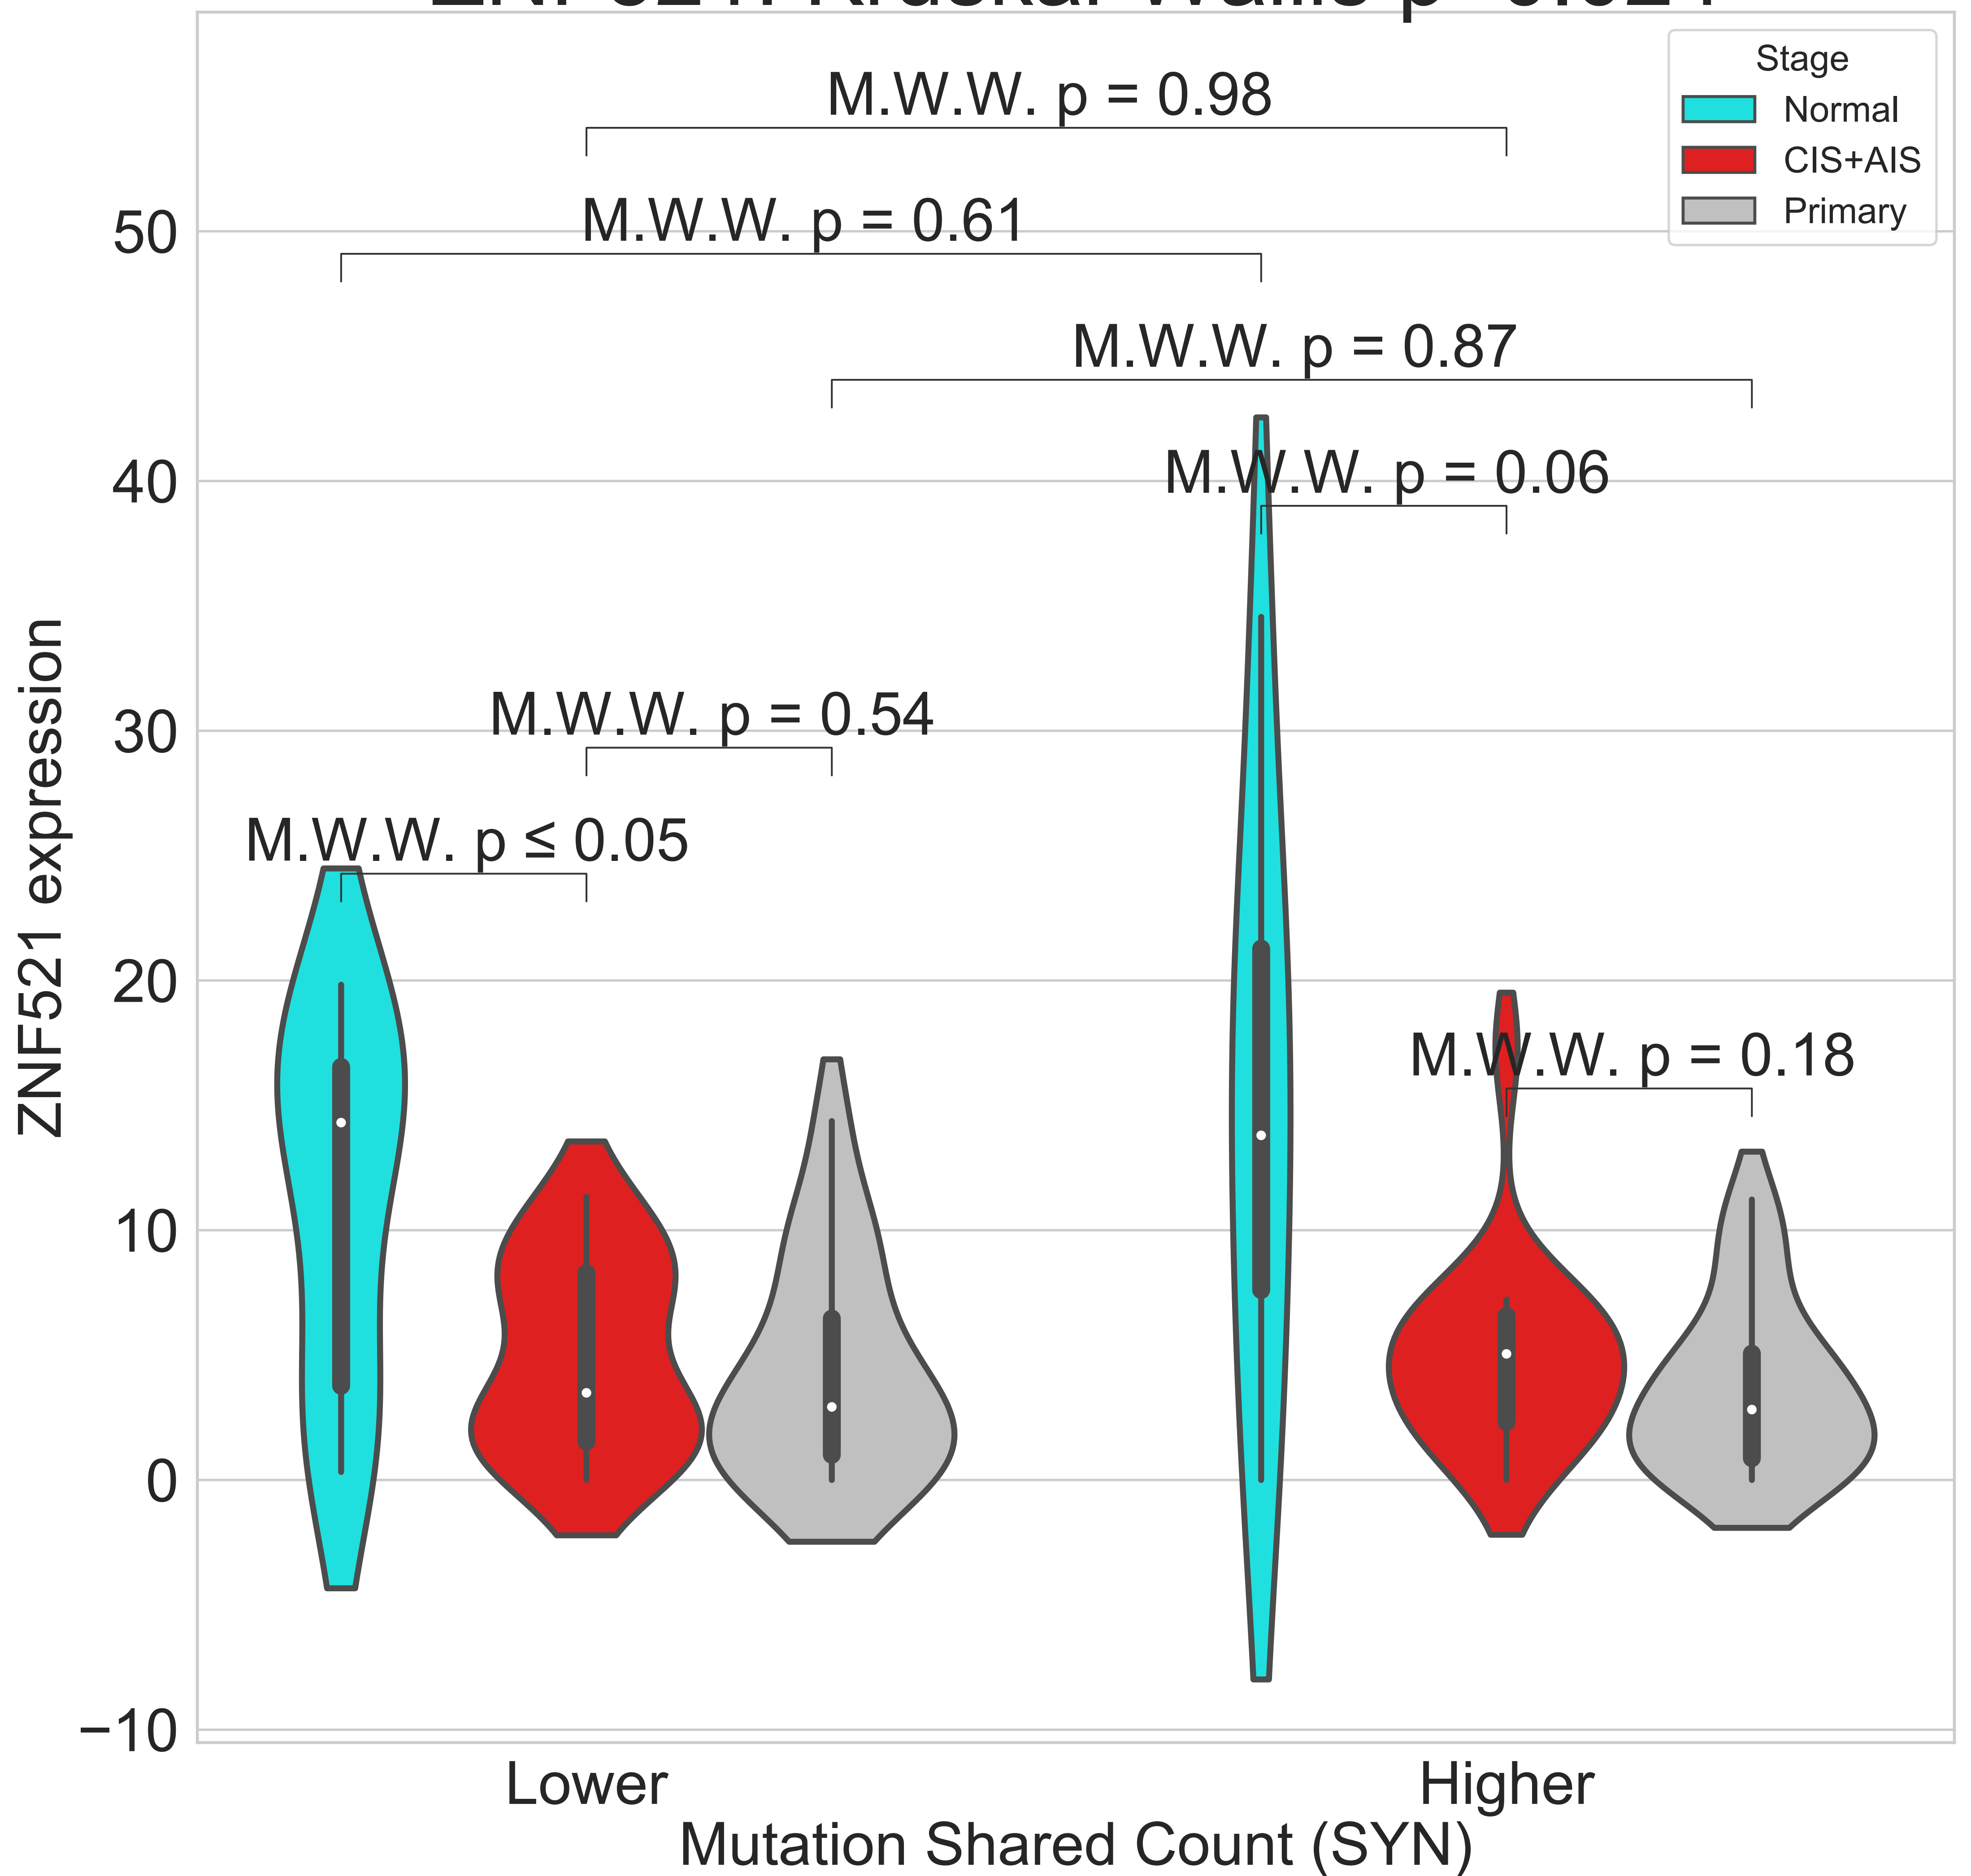 Stage
Normal
CIS+AIS
Primary
M.W.W. p = 0.98
M.W.W. p = 0.61
M.W.W. p = 0.87
M.W.W. p = 0.06
M.W.W. p = 0.54
M.W.W. p ≤ 0.05
M.W.W. p = 0.18
ZNF521 expression
50
40
30
20
10
0
−10
Lower
Higher
Mutation Shared Count (SYN)